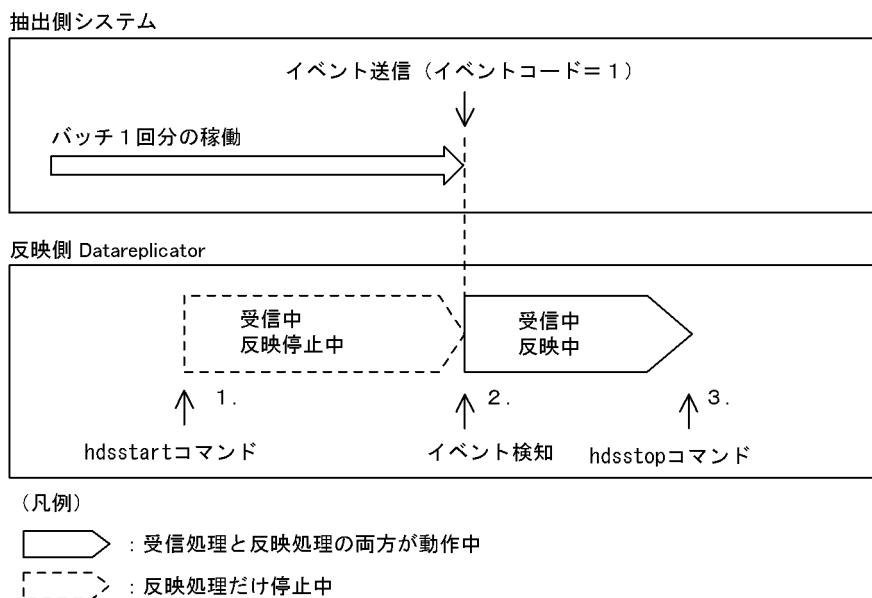 抽出側システム
イベント送信（イベントコード＝１）
バッチ１回分の稼働
反映側 Datareplicator
受信中
反映停止中
受信中
反映中
１．
２．
３．
hdsstartコマンド
イベント検知
hdsstopコマンド
（凡例）
：受信処理と反映処理の両方が動作中
：反映処理だけ停止中